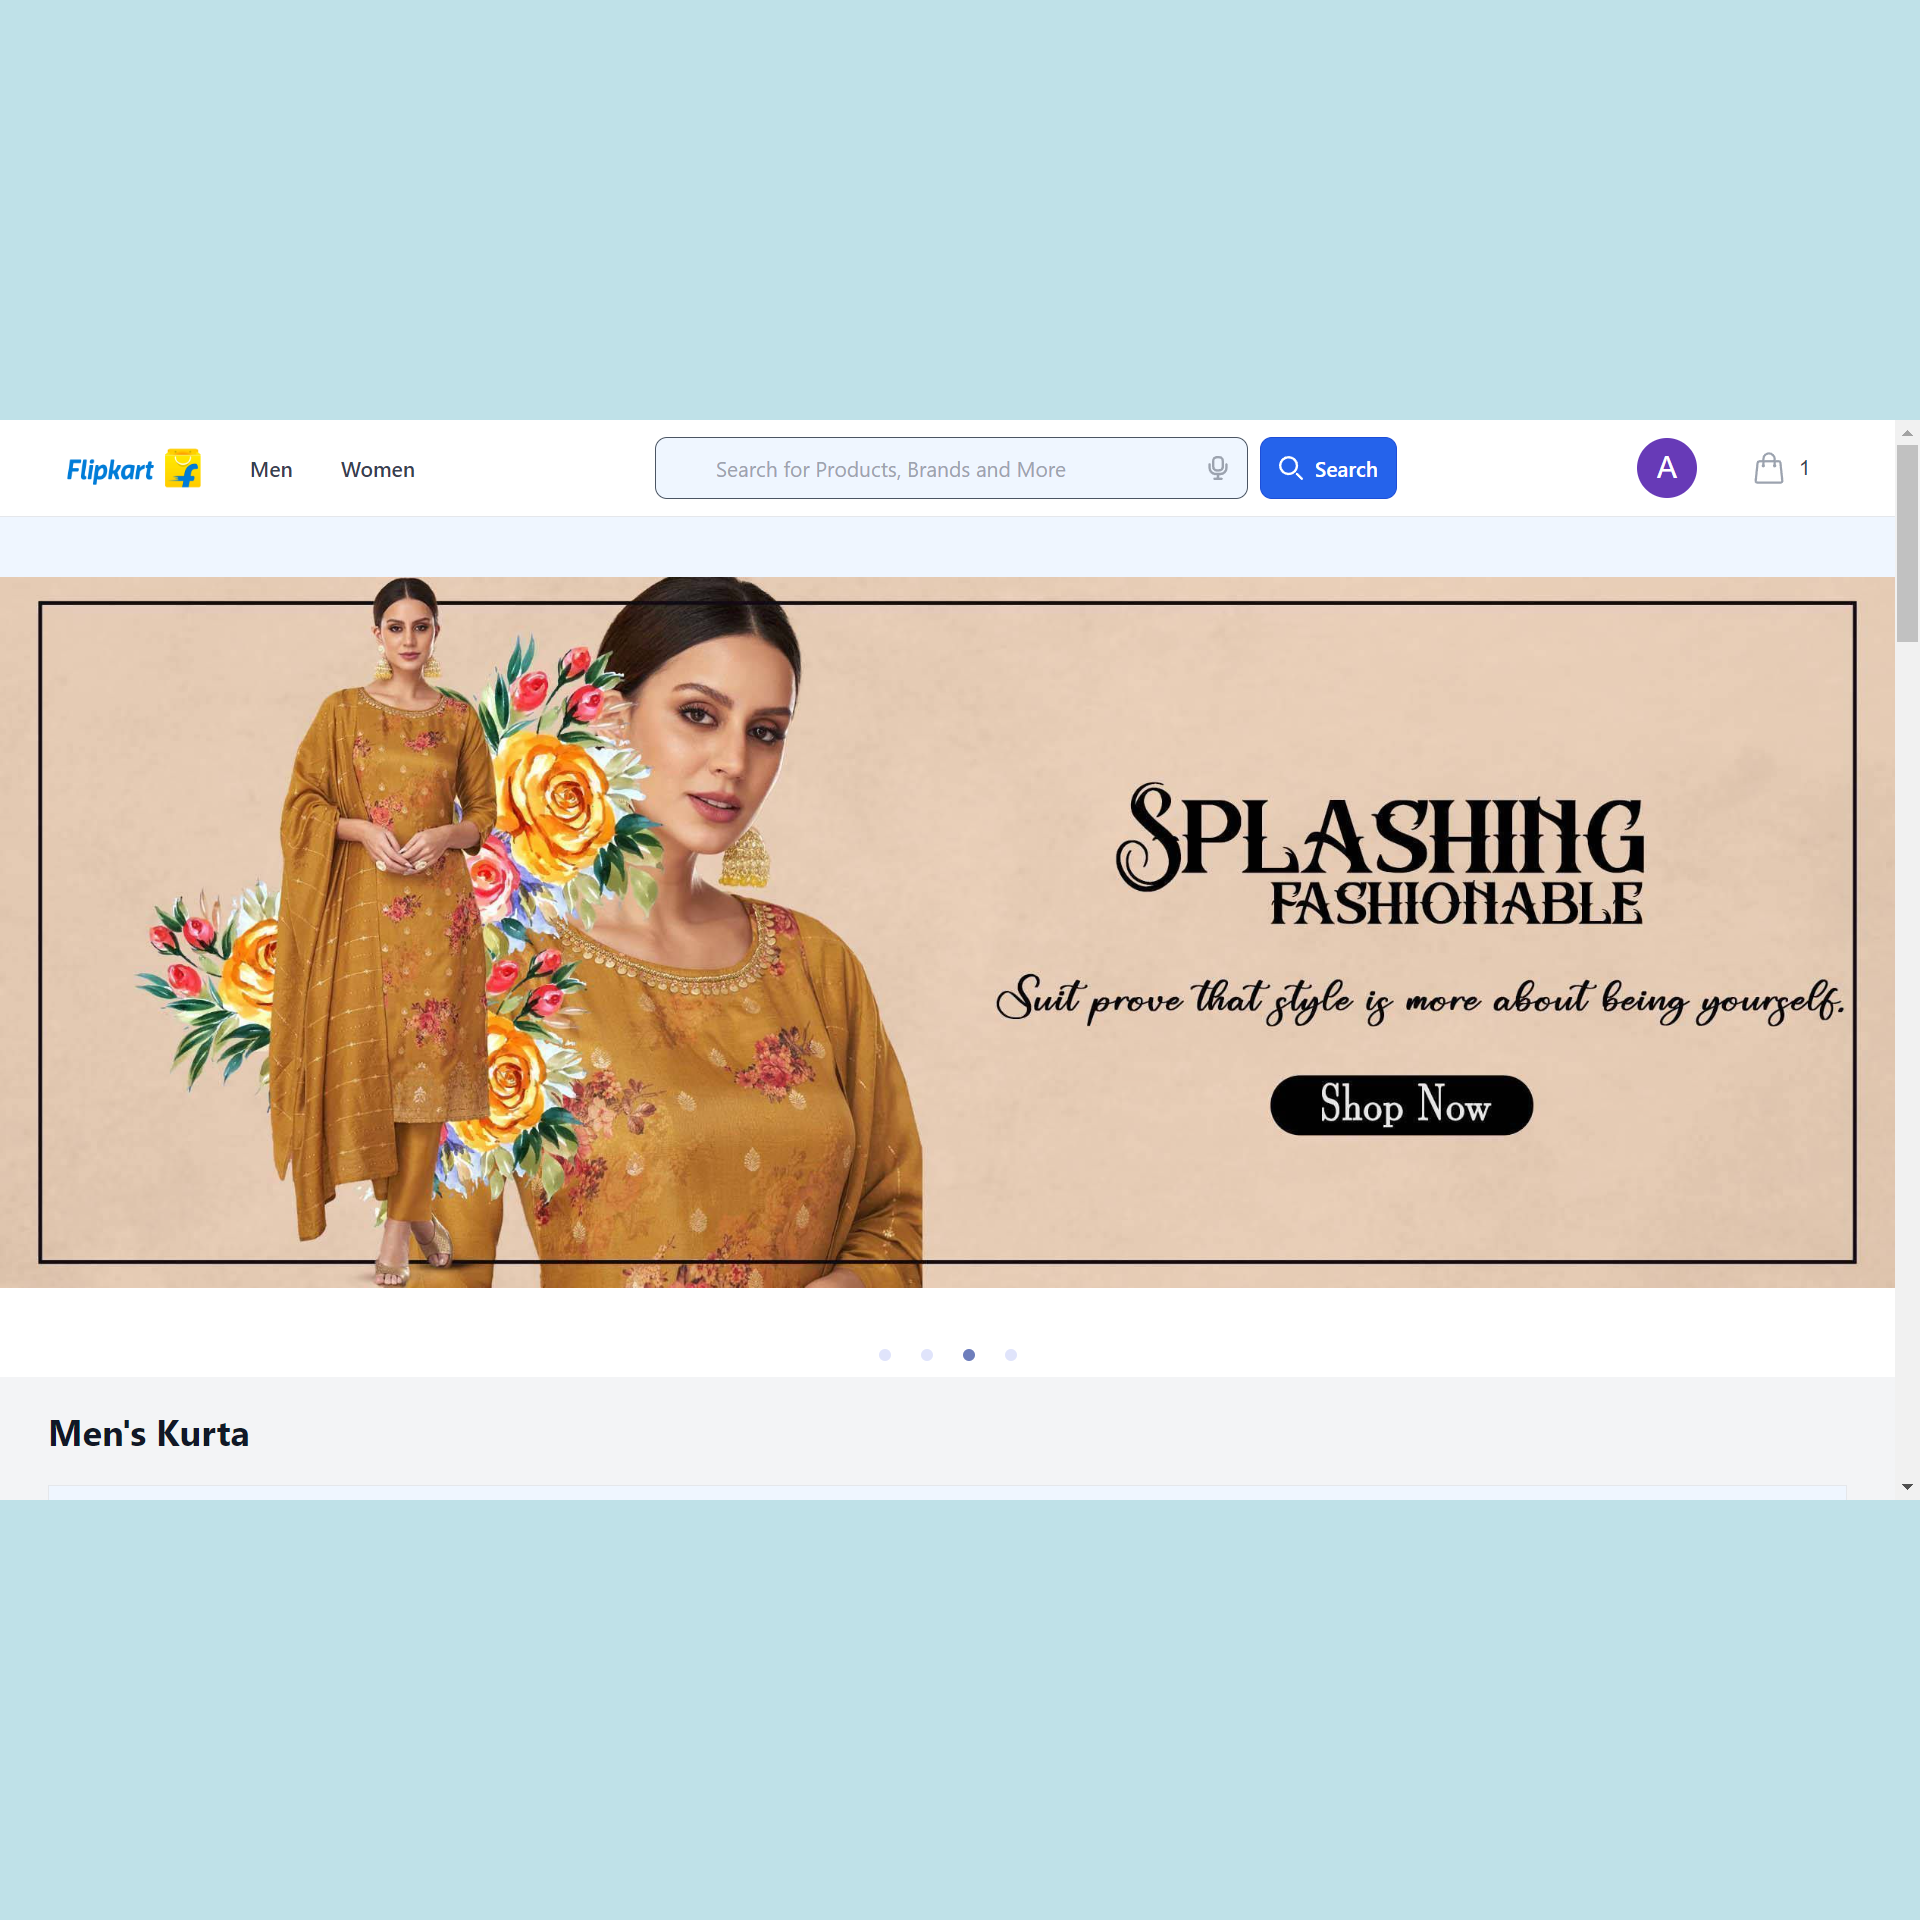 Flipkart
Men
Women
Search for Products, Brands and More
Search
A
1
SPLASHING
FASHIONABLE
Suit prove that style is more about being yourself.
Shop Now
Men's Kurta